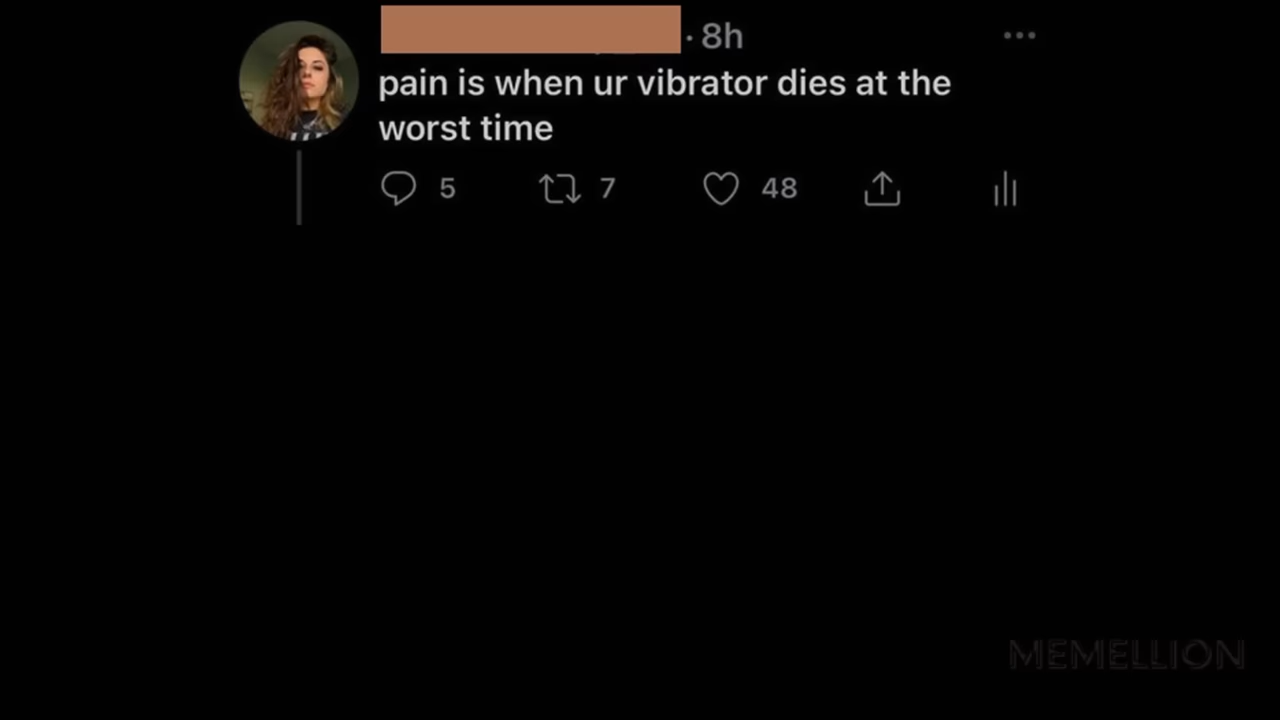 · 8h
pain is when ur vibrator dies at the
worst time
5 7 48
MEMELLION